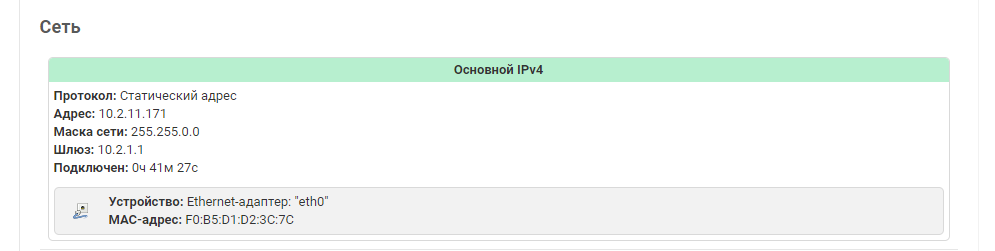 Сеть
Основной IPv4
Протокол: Статический адрес
Адрес: 10.2.11.171
Маска сети: 255.255.0.0
Шлюз: 10.2.1.1
Подключен: 0ч 41м 27с
Устройство: Ethernet-адаптер: "eth0"
MAC-адрес: F0:B5:D1:D2:3C:7C